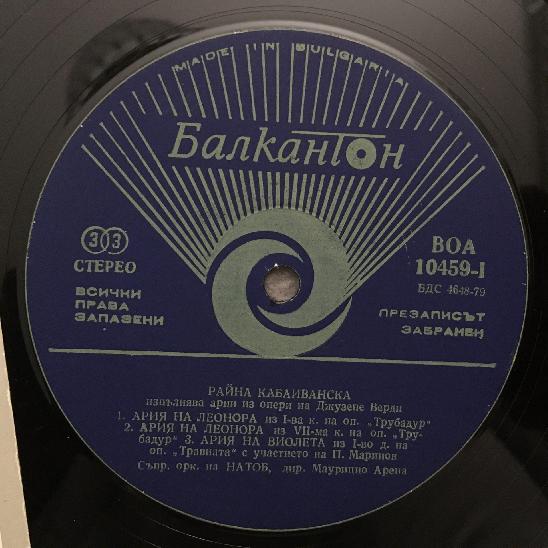 MADE IN BULGARIA
Балкантон
33
СТЕРЕО
ВСИЧКИ
ПРАВА
ЗАПАЗЕНИ
ВОА
10459-I
БДС 4648-79
ПРЕЗАПИСЪТ
ЗАБРАНЕН
РАЙНА КАБАИВАНСКА
изпълнява арии из опери на Джузепе Верди
1. АРИЯ НА ЛЕОНОРА из I-ва к. на оп. „Трубадур"
2. АРИЯ НА ЛЕОНОРА из VII-ма к. на оп. „Тру-
бадур" 3. АРИЯ НА ВИОЛЕТА из I-во д. на
оп. „Травиата" с участието на П. Маринов
Съпр. орк. на НАТОБ, дир. Маурицио Арена